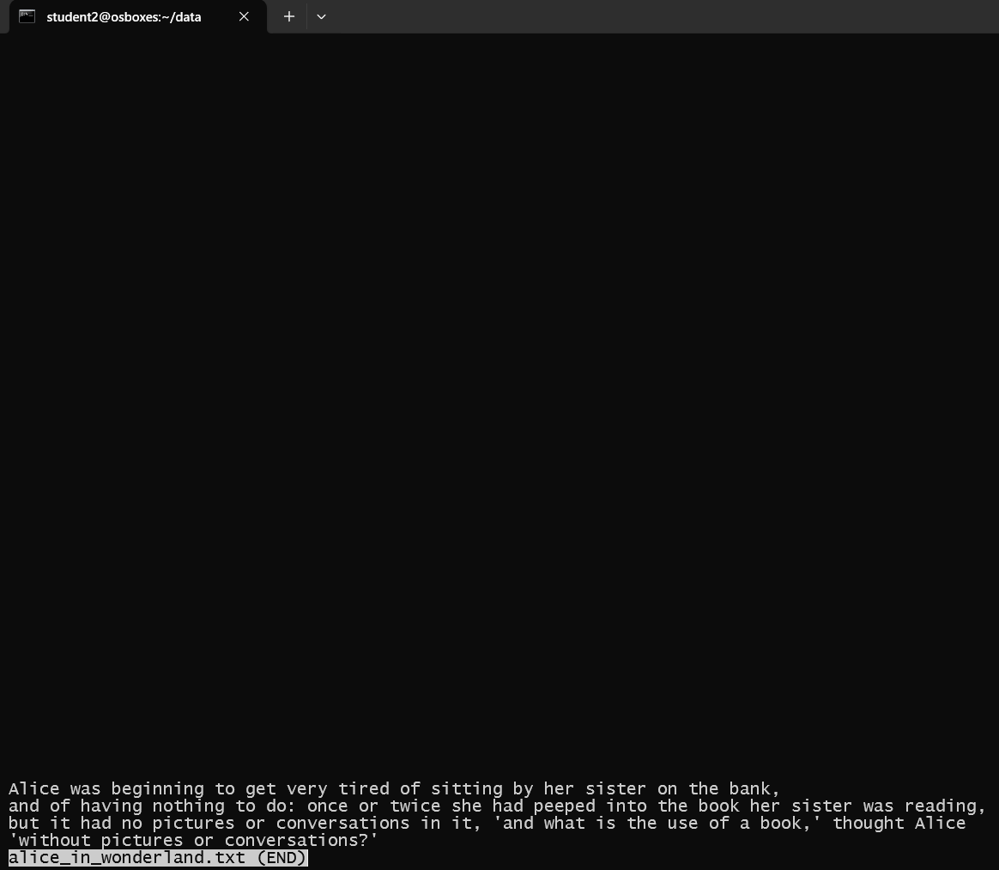 student2@osboxes:~/data
Alice was beginning to get very tired of sitting by her sister on the bank,
and of having nothing to do: once or twice she had peeped into the book her sister was reading,
but it had no pictures or conversations in it, 'and what is the use of a book,' thought Alice
'without pictures or conversations?'
alice_in_wonderland.txt (END)